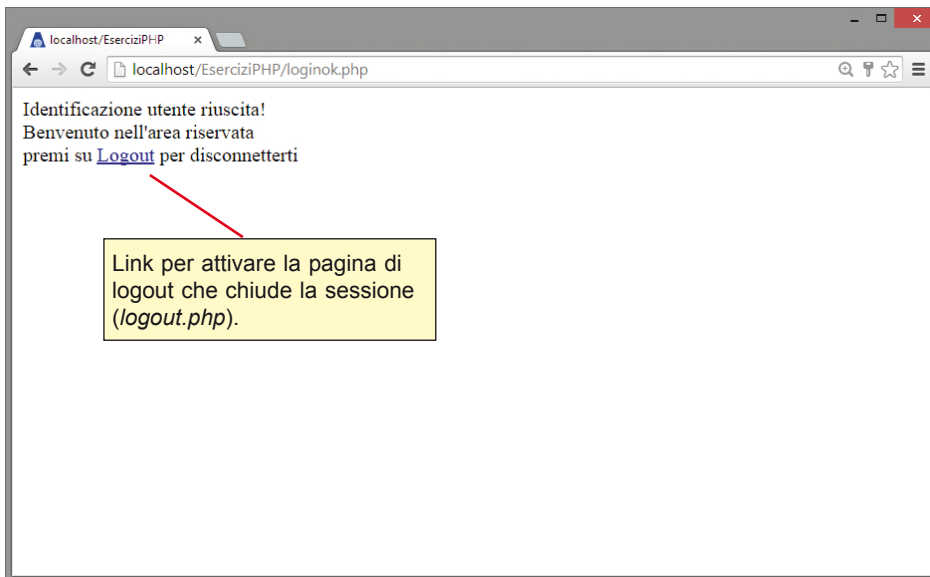 localhost/EserciziPHP
localhost/EserciziPHP/loginok.php
Identificazione utente riuscita!
Benvenuto nell'area riservata
premi su Logout per disconnetterti
Link per attivare la pagina di
logout che chiude la sessione
(logout.php).